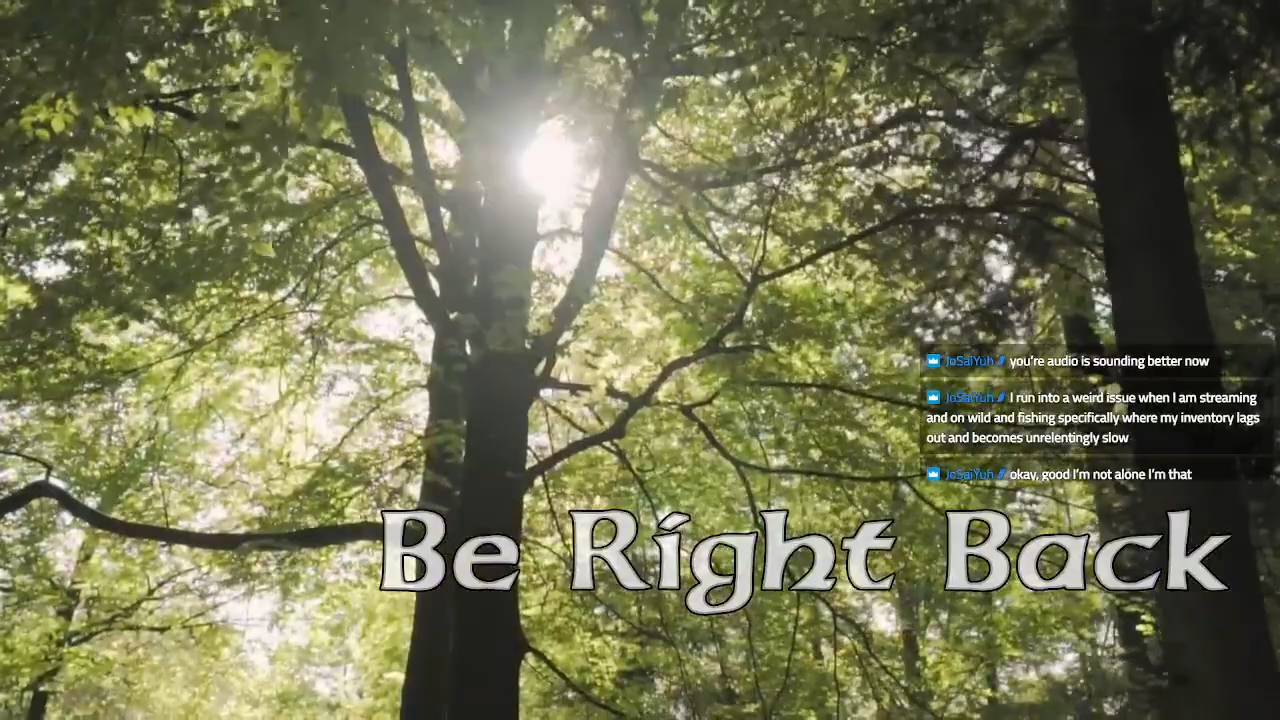 JoSaiYuh // you're audio is sounding better now
JoSaiYuh // I run into a weird issue when I am streaming
and on wild and fishing specifically where my inventory lags
out and becomes unrelentingly slow
JoSaiYuh // okay, good I'm not alone I'm that
Be Right Back